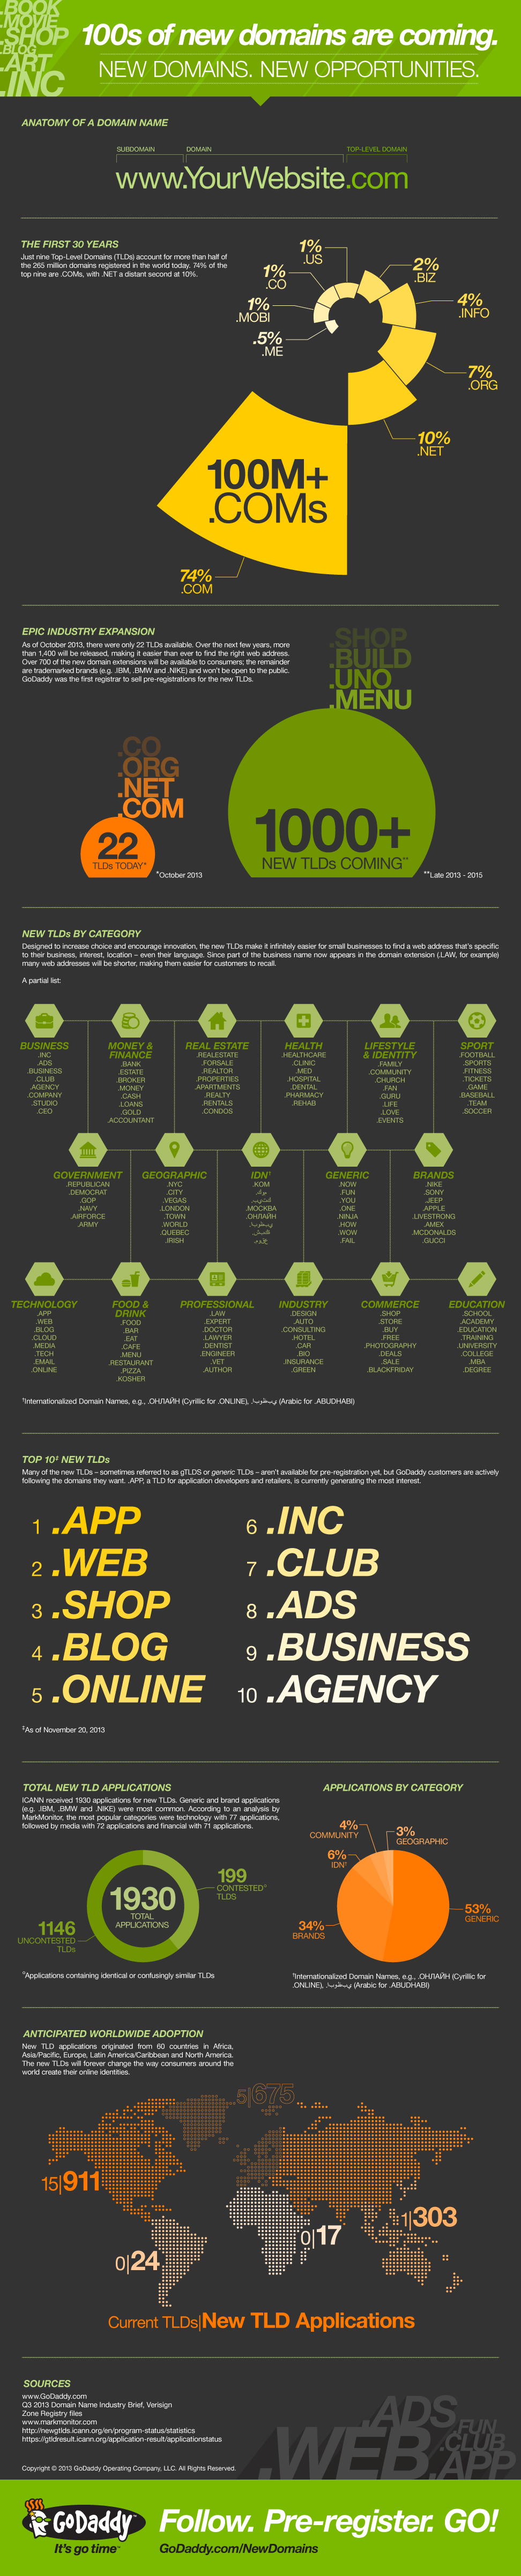 .BOOK
.MOVIE
.SHOP
.BLOG
.ART
.INC
100s of new domains are coming.
NEW DOMAINS. NEW OPPORTUNITIES.
ANATOMY OF A DOMAIN NAME
SUBDOMAIN DOMAIN TOP-LEVEL DOMAIN
www.YourWebsite.com
THE FIRST 30 YEARS
Just nine Top-Level Domains (TLDs) account for more than half of
the 265 million domains registered in the world today. 74% of the
top nine are .COMs, with .NET a distant second at 10%.
1%
.US
1%
.CO
1%
.MOBI
.5%
.ME
2%
.BIZ
4%
.INFO
7%
.ORG
10%
.NET
100M+
.COMs
74%
.COM
EPIC INDUSTRY EXPANSION
As of October 2013, there were only 22 TLDs available. Over the next few years, more
than 1,400 will be released, making it easier than ever to find the right web address.
Over 700 of the new domain extensions will be available to consumers; the remainder
are trademarked brands (e.g. .IBM, .BMW and .NIKE) and won't be open to the public.
GoDaddy was the first registrar to sell pre-registrations for the new TLDs.
.SHOP
.BUILD
.UNO
.MENU
.CO
.ORG
.NET
.COM
22
TLDs TODAY*
*October 2013
1000+
NEW TLDs COMING**
**Late 2013 - 2015
NEW TLDs BY CATEGORY
Designed to increase choice and encourage innovation, the new TLDs make it infinitely easier for small businesses to find a web address that's specific
to their business, interest, location – even their language. Since part of the business name now appears in the domain extension (.LAW, for example)
many web addresses will be shorter, making them easier for customers to recall.
A partial list:
BUSINESS
.INC
.ADS
.BUSINESS
.CLUB
.AGENCY
.COMPANY
.STUDIO
.CEO
MONEY &
FINANCE
.BANK
.ESTATE
.BROKER
.MONEY
.CASH
.LOANS
.GOLD
.ACCOUNTANT
REAL ESTATE
.REALESTATE
.FORSALE
.REALTOR
.PROPERTIES
.APARTMENTS
.REALTY
.RENTALS
.CONDOS
HEALTH
.HEALTHCARE
.CLINIC
.MED
.HOSPITAL
.DENTAL
.PHARMACY
.REHAB
LIFESTYLE
& IDENTITY
.FAMILY
.COMMUNITY
.CHURCH
.FAN
.GURU
.LIFE
.LOVE
.EVENTS
SPORT
.FOOTBALL
.SPORTS
.FITNESS
.TICKETS
.GAME
.BASEBALL
.TEAM
.SOCCER
GOVERNMENT
.REPUBLICAN
.DEMOCRAT
.GOP
.NAVY
.AIRFORCE
.ARMY
GEOGRAPHIC
.NYC
.CITY
.VEGAS
.LONDON
.TOWN
.WORLD
.QUEBEC
.IRISH
IDN†
.KOM
.МОСКВА
.ОНЛАЙН
GENERIC
.NOW
.FUN
.YOU
.ONE
.NINJA
.HOW
.WOW
.FAIL
BRANDS
.NIKE
.SONY
.JEEP
.APPLE
.LIVESTRONG
.AMEX
.MCDONALDS
.GUCCI
TECHNOLOGY
.APP
.WEB
.BLOG
.CLOUD
.MEDIA
.TECH
.EMAIL
.ONLINE
FOOD &
DRINK
.FOOD
.BAR
.EAT
.CAFE
.MENU
.RESTAURANT
.PIZZA
.KOSHER
PROFESSIONAL
.LAW
.EXPERT
.DOCTOR
.LAWYER
.DENTIST
.ENGINEER
.VET
.AUTHOR
INDUSTRY
.DESIGN
.AUTO
.CONSULTING
.HOTEL
.CAR
.BIO
.INSURANCE
.GREEN
COMMERCE
.SHOP
.STORE
.BUY
.FREE
.PHOTOGRAPHY
.DEALS
.SALE
.BLACKFRIDAY
EDUCATION
.SCHOOL
.ACADEMY
.EDUCATION
.TRAINING
.UNIVERSITY
.COLLEGE
.MBA
.DEGREE
†Internationalized Domain Names, e.g., .ОНЛАЙН (Cyrillic for .ONLINE), (Arabic for .ABUDHABI)
TOP 10‡ NEW TLDs
Many of the new TLDs – sometimes referred to as gTLDS or generic TLDs – aren't available for pre-registration yet, but GoDaddy customers are actively
following the domains they want. .APP, a TLD for application developers and retailers, is currently generating the most interest.
1 .APP
2 .WEB
3 .SHOP
4 .BLOG
5 .ONLINE
6 .INC
7 .CLUB
8 .ADS
9 .BUSINESS
10 .AGENCY
‡As of November 20, 2013
TOTAL NEW TLD APPLICATIONS
ICANN received 1930 applications for new TLDs. Generic and brand applications
(e.g. .IBM, .BMW and .NIKE) were most common. According to an analysis by
MarkMonitor, the most popular categories were technology with 77 applications,
followed by media with 72 applications and financial with 71 applications.
1930
TOTAL
APPLICATIONS
199
CONTESTED°
TLDS
1146
UNCONTESTED
TLDs
°Applications containing identical or confusingly similar TLDs
APPLICATIONS BY CATEGORY
4%
COMMUNITY
3%
GEOGRAPHIC
6%
IDN†
34%
BRANDS
53%
GENERIC
†Internationalized Domain Names, e.g., .ОНЛАЙН (Cyrillic for
.ONLINE), (Arabic for .ABUDHABI)
ANTICIPATED WORLDWIDE ADOPTION
New TLD applications originated from 60 countries in Africa,
Asia/Pacific, Europe, Latin America/Caribbean and North America.
The new TLDs will forever change the way consumers around the
world create their online identities.
5|675
15|911
1|303
0|17
0|24
Current TLDs|New TLD Applications
SOURCES
www.GoDaddy.com
Q3 2013 Domain Name Industry Brief, Verisign
Zone Registry files
www.markmonitor.com
http://newgtlds.icann.org/en/program-status/statistics
https://gtldresult.icann.org/application-result/applicationstatus
Copyright © 2013 GoDaddy Operating Company, LLC. All Rights Reserved.
.ADS
.FUN
.CLUB
.WEB
.APP
GoDaddy™
It's go time™
Follow. Pre-register. GO!
GoDaddy.com/NewDomains